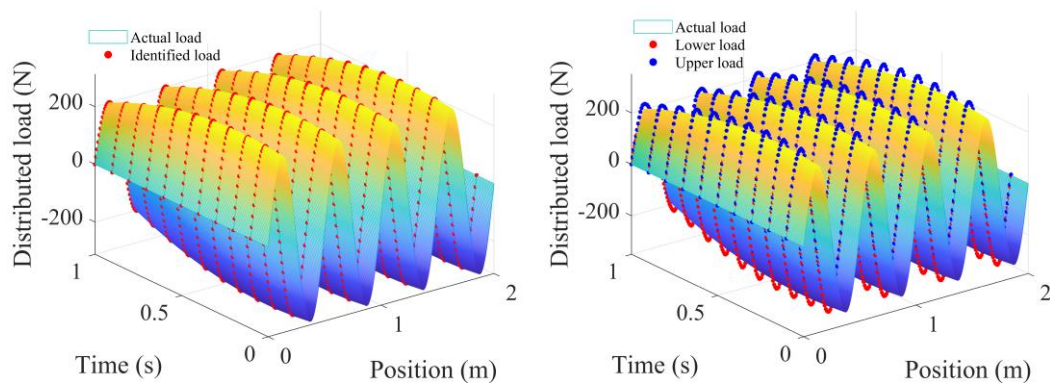 Actual load
Identified load
Distributed load (N)
200
0
-200
1
0.5
0
Time (s)
0
1
2
Position (m)
Actual load
Lower load
Upper load
Distributed load (N)
200
0
-200
1
0.5
0
Time (s)
0
1
2
Position (m)